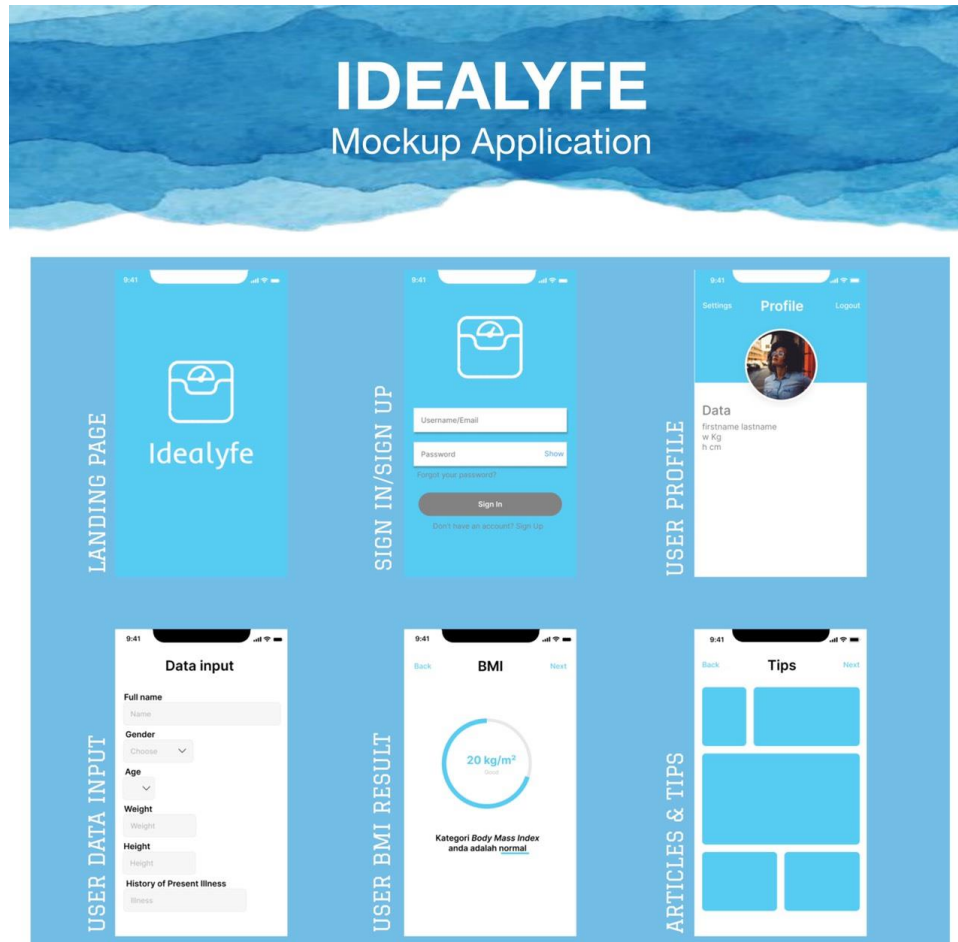 IDEALYFE
Mockup Application
LANDING PAGE
9:41
Idealyfe
SIGN IN/SIGN UP
9:41
Username/Email
Password Show
Forgot your password?
Sign In
Don't have an account? Sign Up
USER PROFILE
9:41
Settings Profile Logout
Data
firstname lastname
w Kg
h cm
USER DATA INPUT
9:41
Data input
Full name
Name
Gender
Choose
Age
Weight
Weight
Height
Height
History of Present Illness
Illness
USER BMI RESULT
9:41
Back BMI Next
20 kg/m²
Good
Kategori Body Mass Index
anda adalah normal
ARTICLES & TIPS
9:41
Back Tips Next